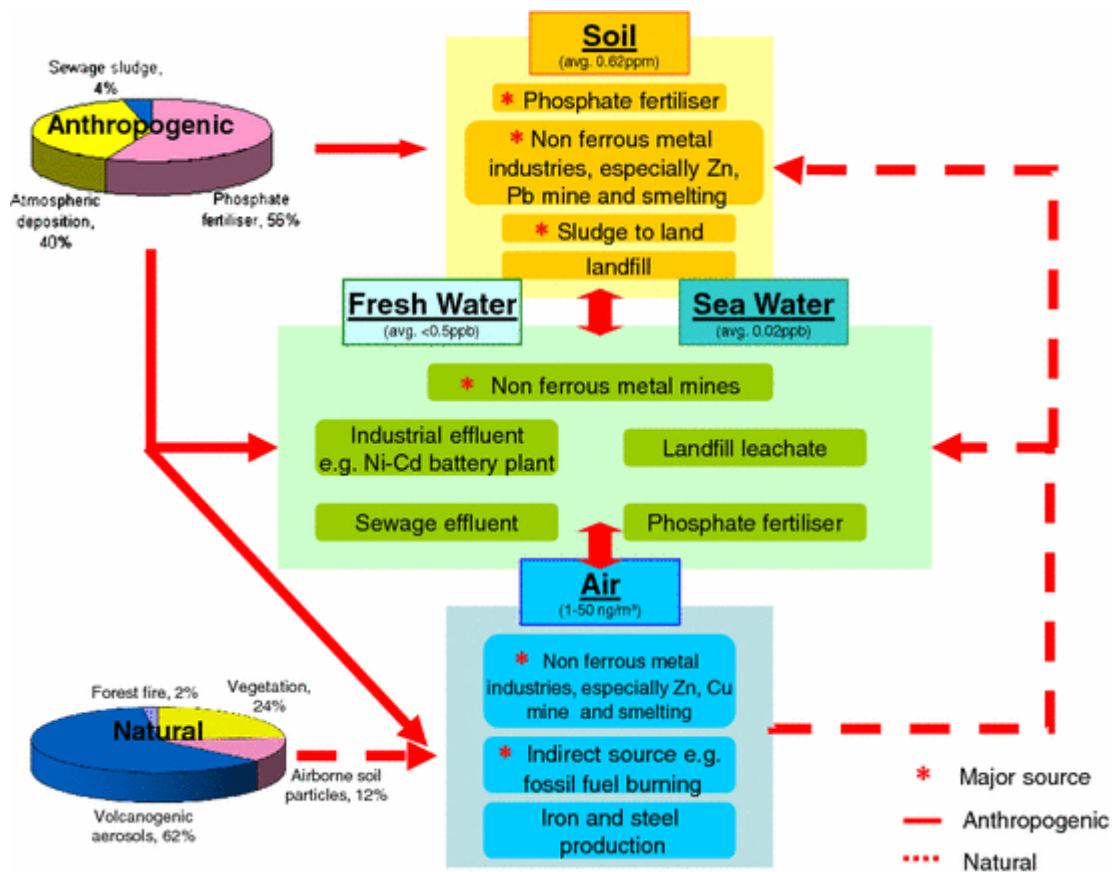 Soil
(avg. 0.62ppm)
Sewage sludge,
4%
Anthropogenic
Atmospheric
deposition,
40%
Phosphate
fertiliser, 56%
* Phosphate fertiliser
* Non ferrous metal
industries, especially Zn,
Pb mine and smelting
* Sludge to land
landfill
Fresh Water
(avg. <0.5ppb)
Sea Water
(avg. 0.02ppb)
* Non ferrous metal mines
Industrial effluent
e.g. Ni-Cd battery plant
Landfill leachate
Sewage effluent
Phosphate fertiliser
Air
(1-50 ng/m³)
* Non ferrous metal
industries, especially Zn, Cu
mine and smelting
* Indirect source e.g.
fossil fuel burning
Iron and steel
production
Forest fire, 2%
Vegetation,
24%
Natural
Airborne soil
particles, 12%
Volcanogenic
aerosols, 62%
* Major source
Anthropogenic
Natural